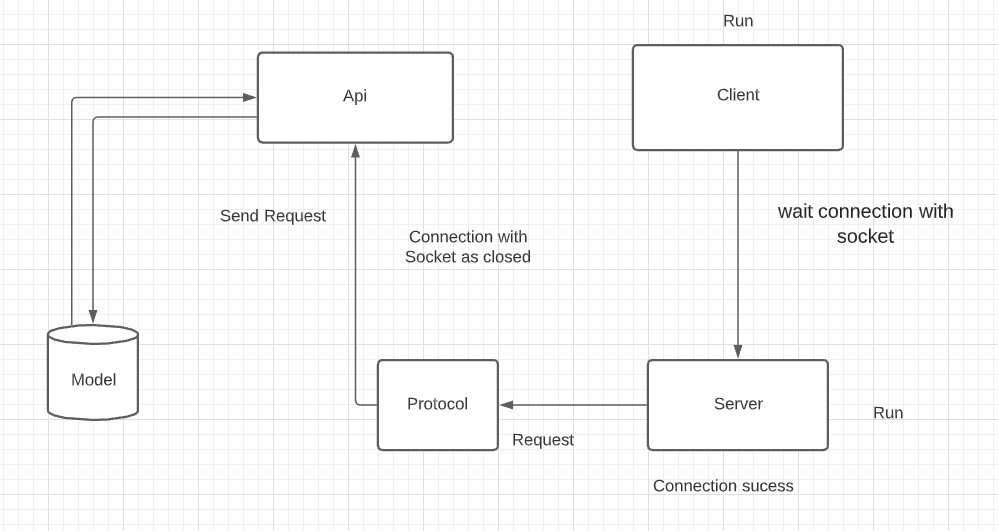 Run
Api
Client
Send Request
Connection with
Socket as closed
wait connection with
socket
Model
Protocol
Server
Run
Request
Connection sucess